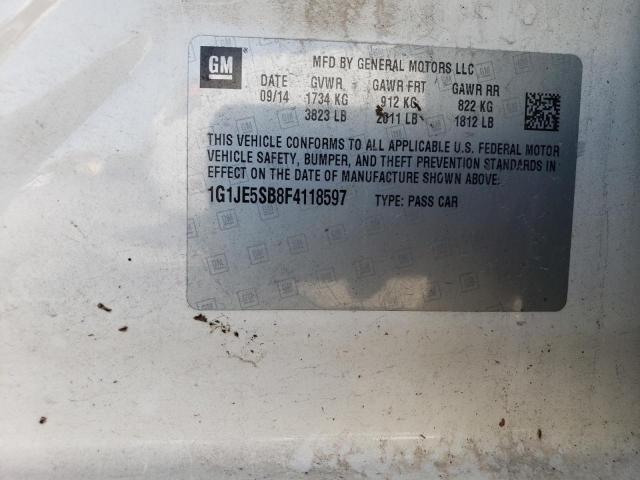 GM
MFD BY GENERAL MOTORS LLC
DATE GVWR GAWR FRT GAWR RR
09/14 1734 KG 912 KG 822 KG
3823 LB 2011 LB 1812 LB
THIS VEHICLE CONFORMS TO ALL APPLICABLE U.S. FEDERAL MOTOR
VEHICLE SAFETY, BUMPER, AND THEFT PREVENTION STANDARDS IN
EFFECT ON THE DATE OF MANUFACTURE SHOWN ABOVE.
1G1JE5SB8F4118597 TYPE: PASS CAR